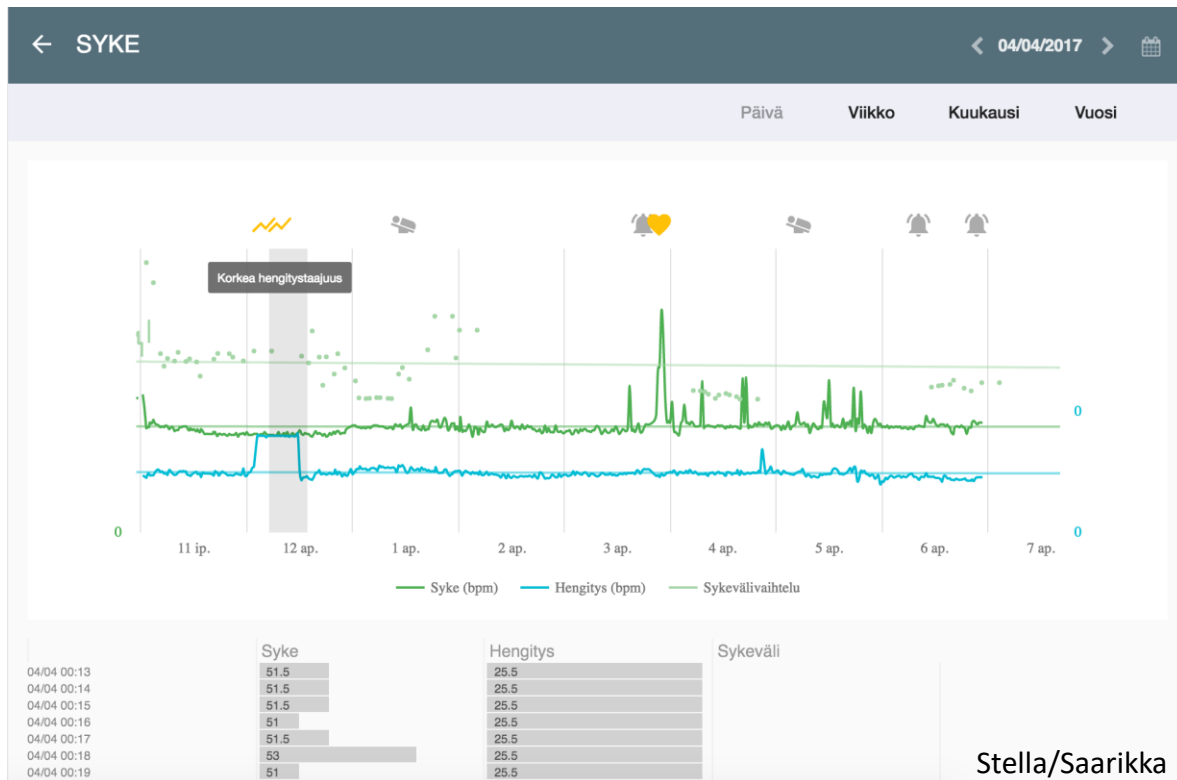 SYKE
04/04/2017
Päivä Viikko Kuukausi Vuosi
Korkea hengitystaajuus
0
0
0
11 ip. 12 ap. 1 ap. 2 ap. 3 ap. 4 ap. 5 ap. 6 ap. 7 ap.
Syke (bpm) Hengitys (bpm) Sykevälivaihtelu
Syke Hengitys Sykeväli
04/04 00:13 51.5 25.5
04/04 00:14 51.5 25.5
04/04 00:15 51.5 25.5
04/04 00:16 51 25.5
04/04 00:17 51.5 25.5
04/04 00:18 53 25.5
04/04 00:19 51 25.5
Stella/Saarikka